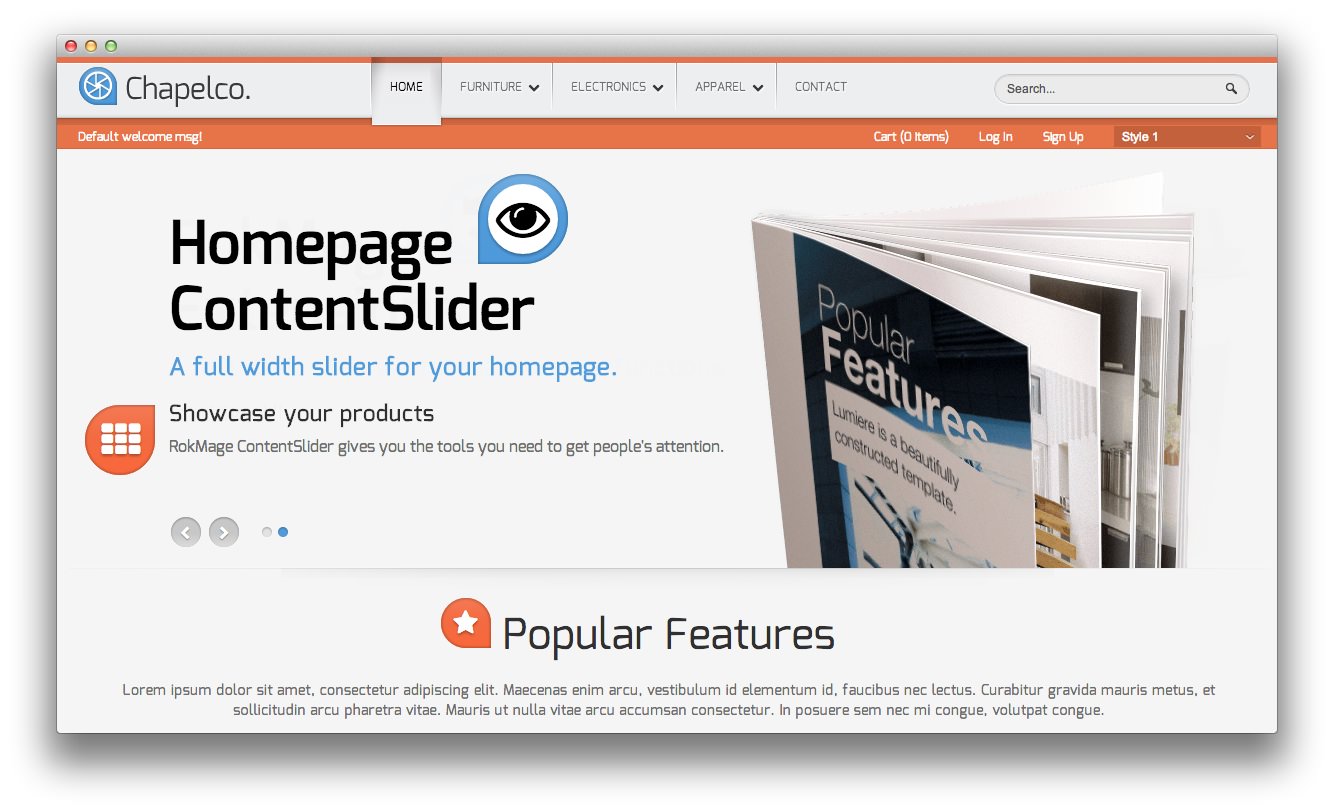 Chapelco.
HOME
FURNITURE
ELECTRONICS
APPAREL
CONTACT
Search...
Default welcome msg!
Cart (0 Items)
Log In
Sign Up
Style 1
Homepage
ContentSlider
A full width slider for your homepage.
Showcase your products
RokMage ContentSlider gives you the tools you need to get people's attention.
Popular
Features
Lumiere is a beautifully
constructed template.
Popular Features
Lorem ipsum dolor sit amet, consectetur adipiscing elit. Maecenas enim arcu, vestibulum id elementum id, faucibus nec lectus. Curabitur gravida mauris metus, et
sollicitudin arcu pharetra vitae. Mauris ut nulla vitae arcu accumsan consectetur. In posuere sem nec mi congue, volutpat congue.